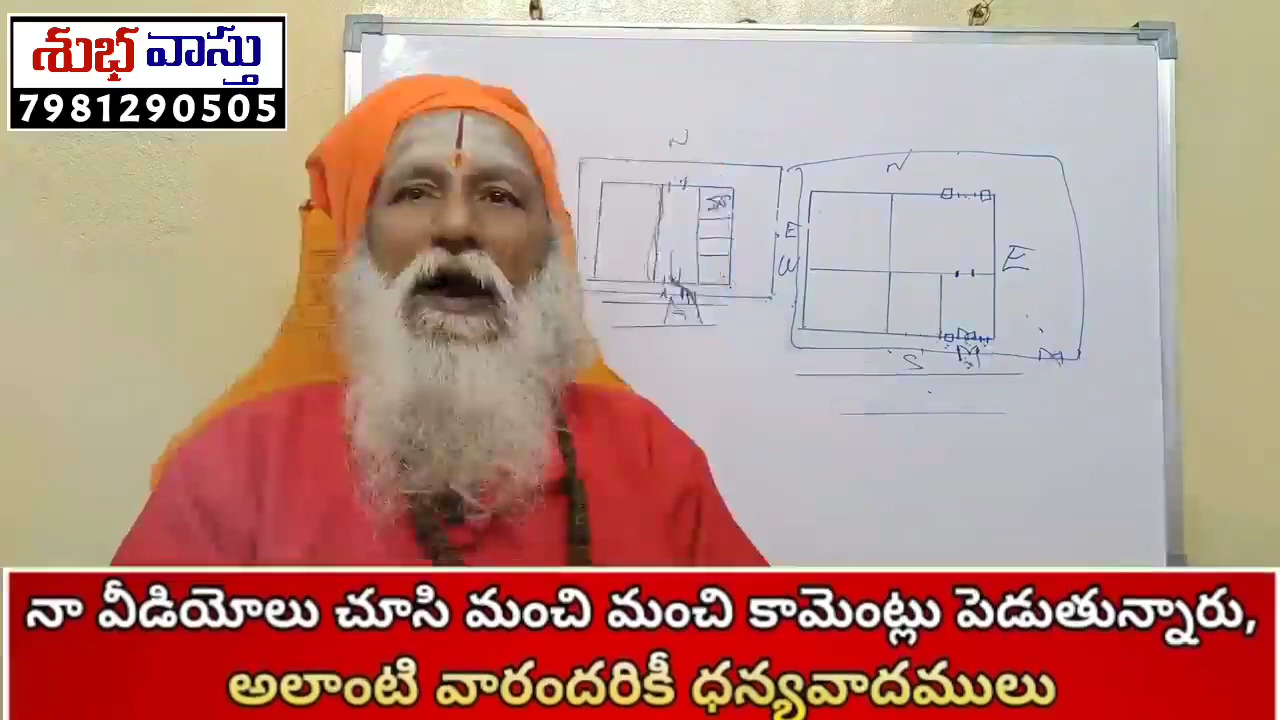 శుభ వాస్తు
7981290505
N
N
E
W
E
S
నా వీడియోలు చూసి మంచి మంచి కామెంట్లు పెడుతున్నారు,
అలాంటి వారందరికీ ధన్యవాదములు